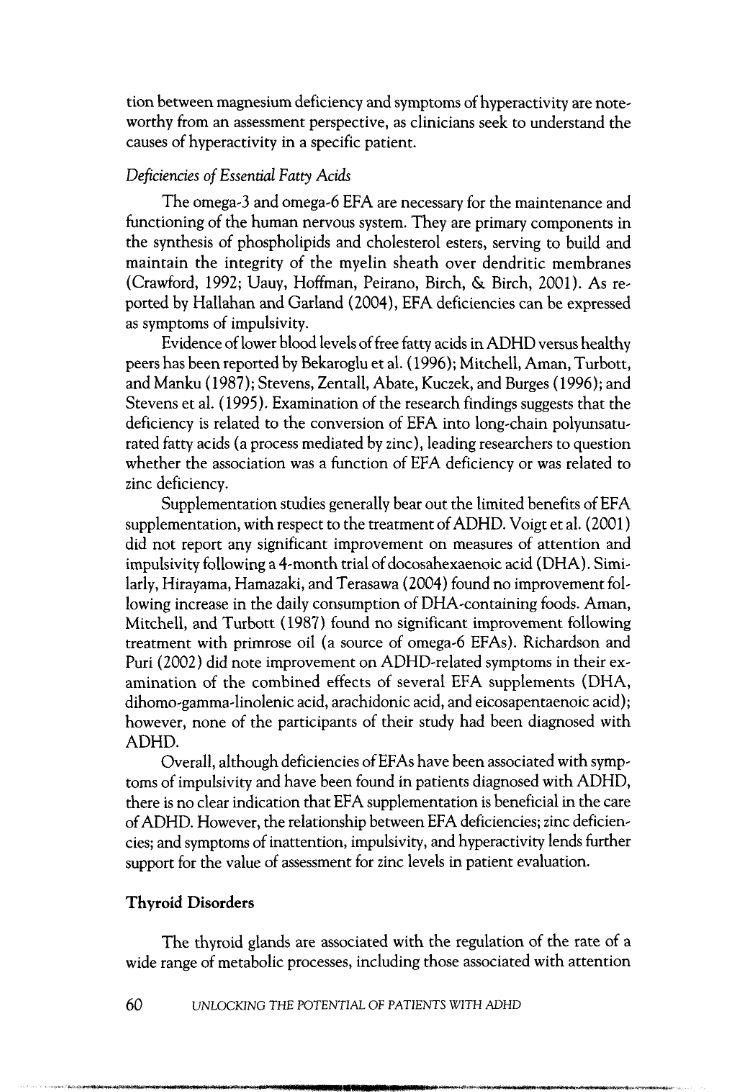 tion between magnesium deficiency and symptoms of hyperactivity are note-
worthy from an assessment perspective, as clinicians seek to understand the
causes of hyperactivity in a specific patient.
Deficiencies of Essential Fatty Acids
The omega-3 and omega-6 EFA are necessary for the maintenance and
functioning of the human nervous system. They are primary components in
the synthesis of phospholipids and cholesterol esters, serving to build and
maintain the integrity of the myelin sheath over dendritic membranes
(Crawford, 1992; Uauy, Hoffman, Peirano, Birch, & Birch, 2001). As re-
ported by Hallahan and Garland (2004), EFA deficiencies can be expressed
as symptoms of impulsivity.
Evidence of lower blood levels of free fatty acids in ADHD versus healthy
peers has been reported by Bekaroglu et al. (1996); Mitchell, Aman, Turbott,
and Manku (1987); Stevens, Zentall, Abate, Kuczek, and Burges (1996); and
Stevens et al. (1995). Examination of the research findings suggests that the
deficiency is related to the conversion of EFA into long-chain polyunsatu-
rated fatty acids (a process mediated by zinc), leading researchers to question
whether the association was a function of EFA deficiency or was related to
zinc deficiency.
Supplementation studies generally bear out the limited benefits of EFA
supplementation, with respect to the treatment of ADHD. Voigt et al. (2001)
did not report any significant improvement on measures of attention and
impulsivity following a 4-month trial of docosahexaenoic acid (DHA). Simi-
larly, Hirayama, Hamazaki, and Terasawa (2004) found no improvement fol-
lowing increase in the daily consumption of DHA-containing foods. Aman,
Mitchell, and Turbott (1987) found no significant improvement following
treatment with primrose oil (a source of omega-6 EFAs). Richardson and
Puri (2002) did note improvement on ADHD-related symptoms in their ex-
amination of the combined effects of several EFA supplements (DHA,
dihomo-gamma-linolenic acid, arachidonic acid, and eicosapentaenoic acid);
however, none of the participants of their study had been diagnosed with
ADHD.
Overall, although deficiencies of EFAs have been associated with symp-
toms of impulsivity and have been found in patients diagnosed with ADHD,
there is no clear indication that EFA supplementation is beneficial in the care
of ADHD. However, the relationship between EFA deficiencies; zinc deficien-
cies; and symptoms of inattention, impulsivity, and hyperactivity lends further
support for the value of assessment for zinc levels in patient evaluation.
Thyroid Disorders
The thyroid glands are associated with the regulation of the rate of a
wide range of metabolic processes, including those associated with attention
60 UNLOCKING THE POTENTIAL OF PATIENTS WITH ADHD